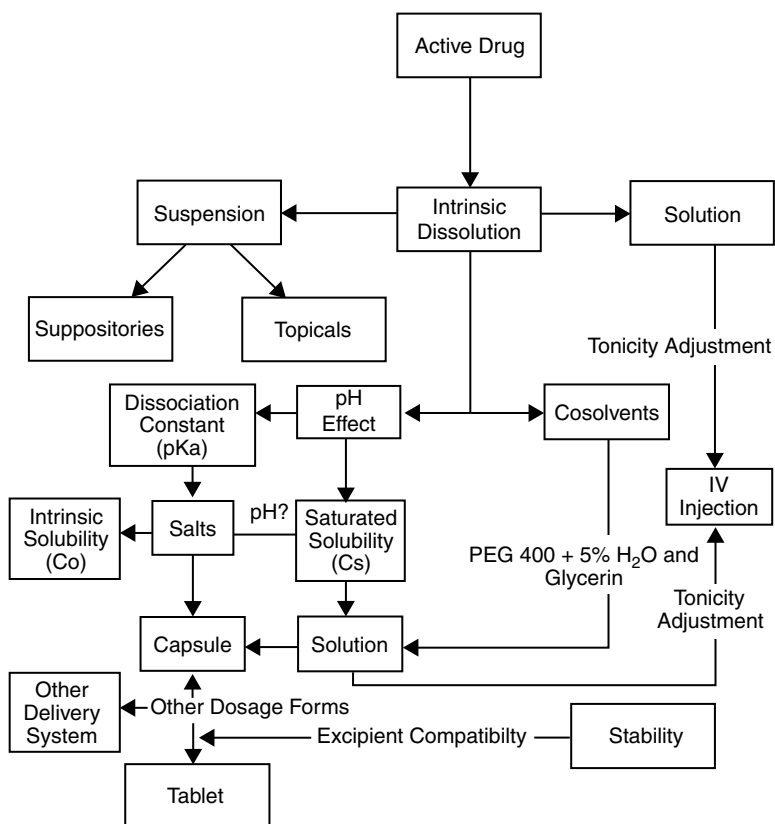 Active Drug
Suspension
Intrinsic
Dissolution
Solution
Suppositories
Topicals
Tonicity Adjustment
Dissociation
Constant
(pKa)
pH
Effect
Cosolvents
IV
Injection
Intrinsic
Solubility
(Co)
Salts
pH?
Saturated
Solubility
(Cs)
PEG 400 + 5% H₂O and
Glycerin
Tonicity
Adjustment
Capsule
Solution
Other
Delivery
System
Other Dosage Forms
Excipient Compatibilty
Stability
Tablet